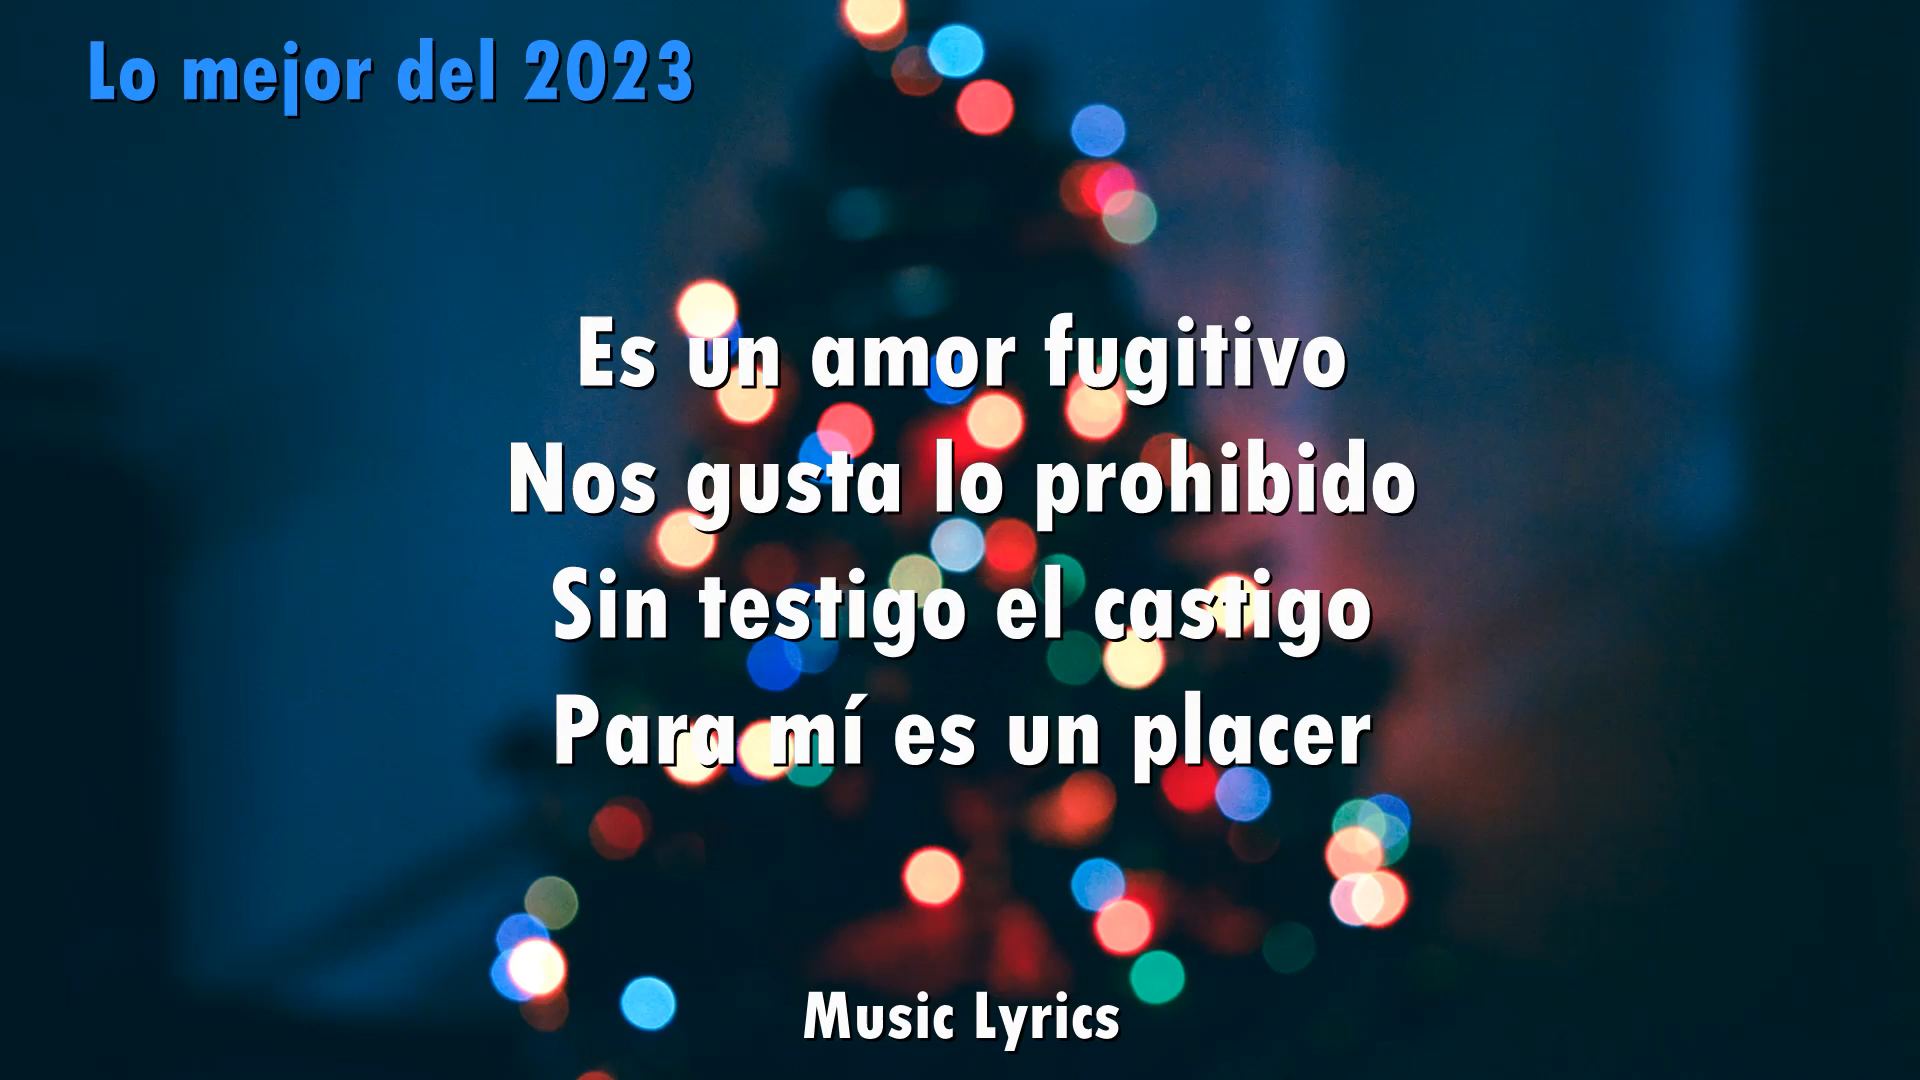 Lo mejor del 2023
Es un amor fugitivo
Nos gusta lo prohibido
Sin testigo el castigo
Para mí es un placer
Music Lyrics